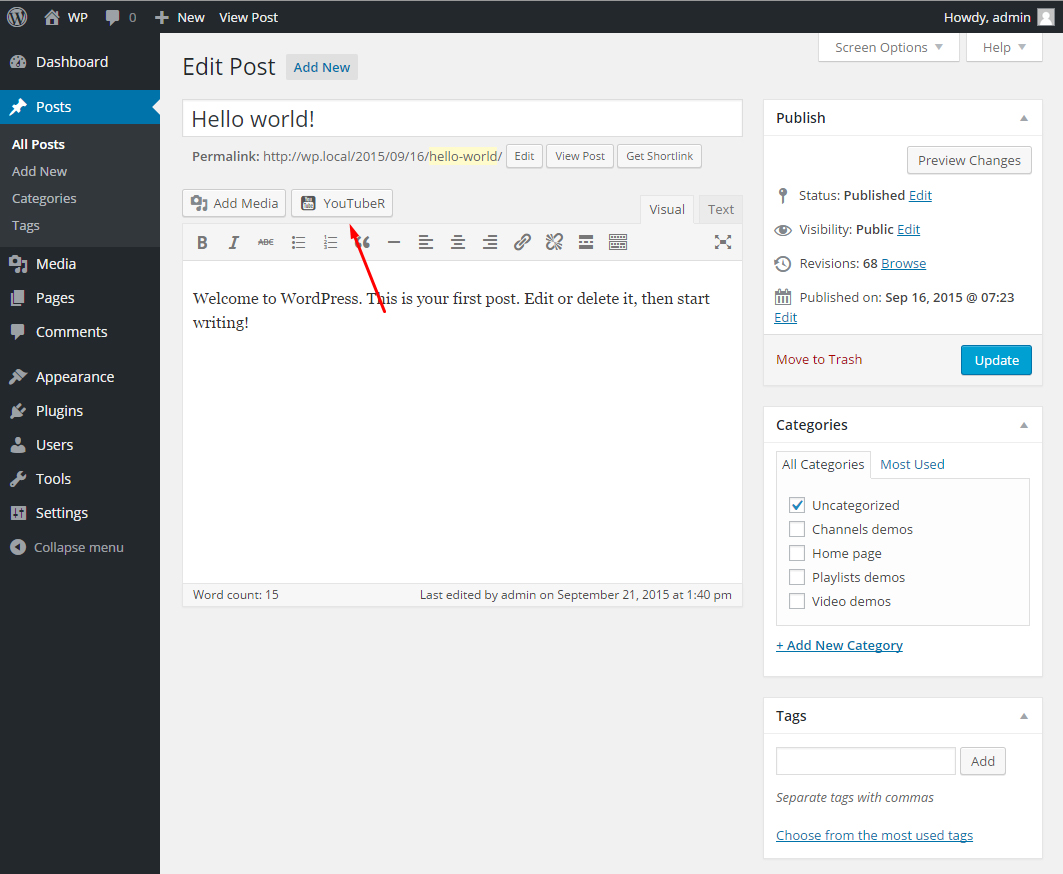 WP 0 New View Post Howdy, admin
Dashboard
Posts
All Posts
Add New
Categories
Tags
Media
Pages
Comments
Appearance
Plugins
Users
Tools
Settings
Collapse menu
Screen Options Help
Edit Post Add New
Hello world!
Permalink: http://wp.local/2015/09/16/hello-world/ Edit View Post Get Shortlink
Add Media YouTubeR
Visual Text
B I ABC
Welcome to WordPress. This is your first post. Edit or delete it, then start
writing!
Word count: 15 Last edited by admin on September 21, 2015 at 1:40 pm
Publish
Preview Changes
Status: Published Edit
Visibility: Public Edit
Revisions: 68 Browse
Published on: Sep 16, 2015 @ 07:23
Edit
Move to Trash Update
Categories
All Categories Most Used
Uncategorized
Channels demos
Home page
Playlists demos
Video demos
+ Add New Category
Tags
Add
Separate tags with commas
Choose from the most used tags